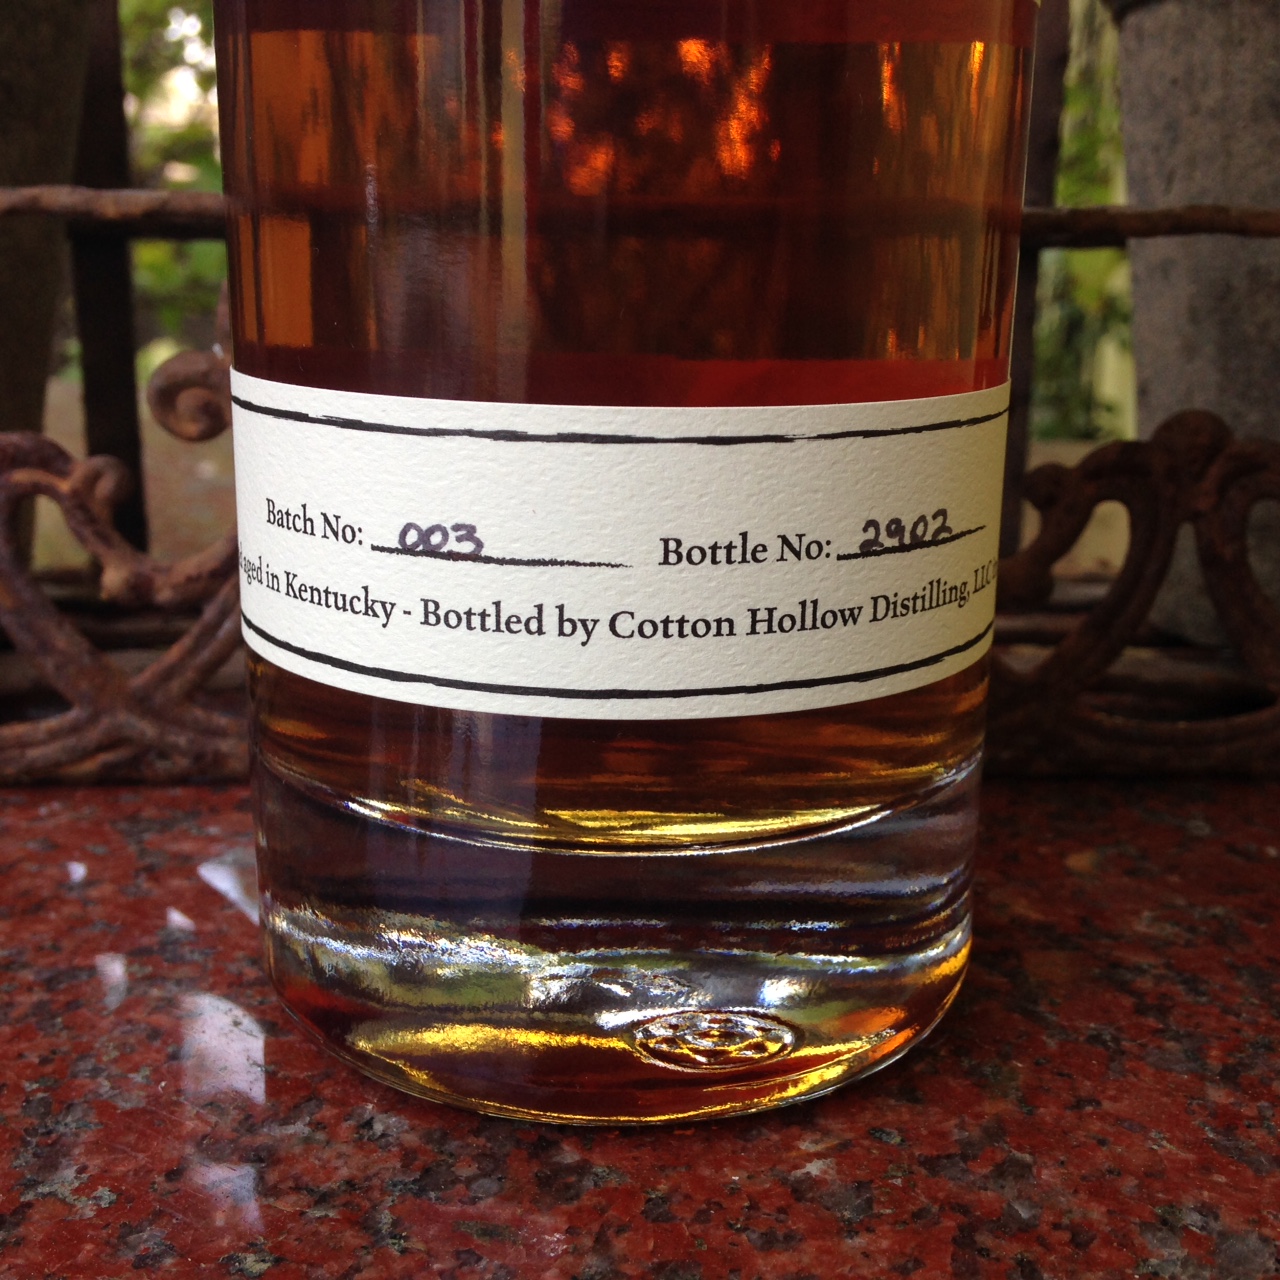 Batch No: 003 Bottle No: 2902
aged in Kentucky - Bottled by Cotton Hollow Distilling, LLC